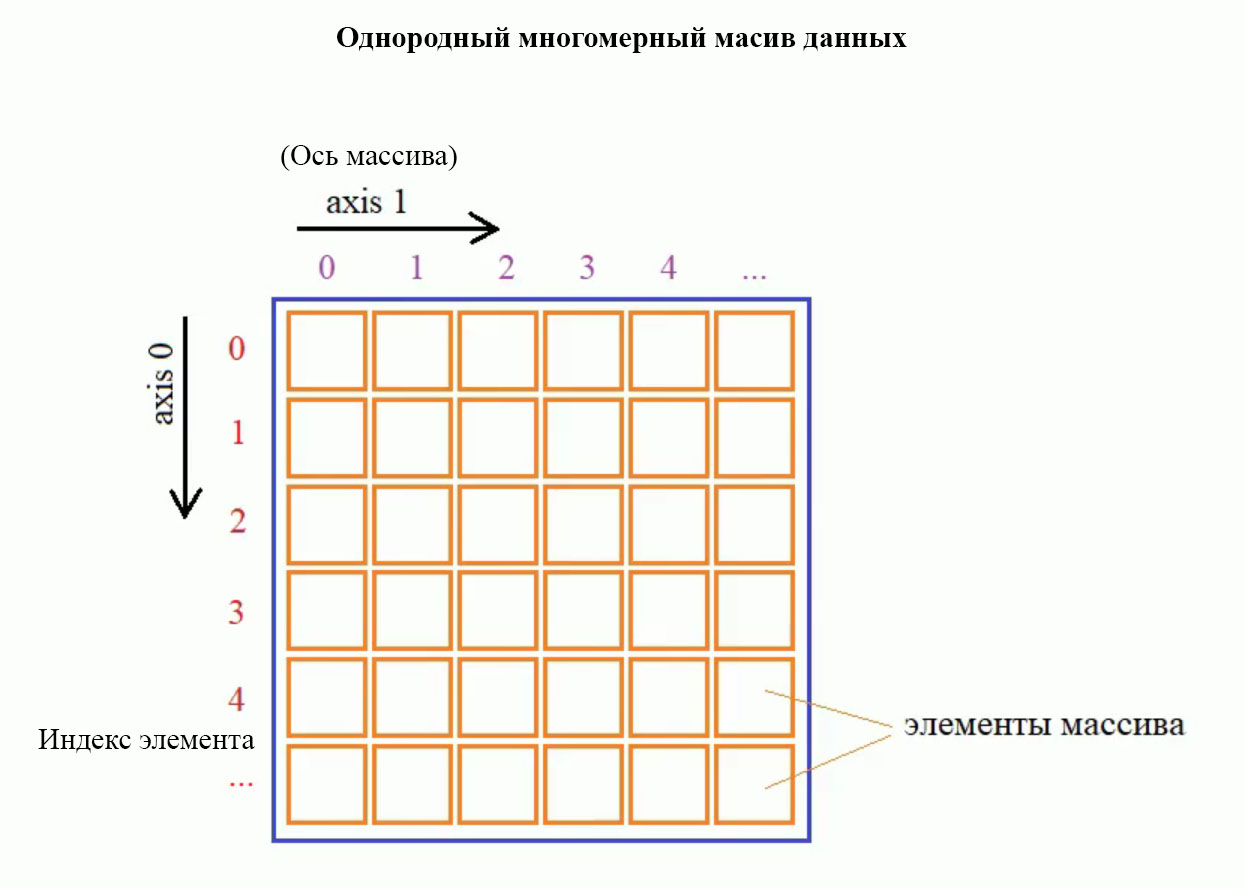 Однородный многомерный масив данных
(Ось массива)
axis 1
0 1 2 3 4 ...
axis 0
0
1
2
3
4
Индекс элемента
элементы массива
...